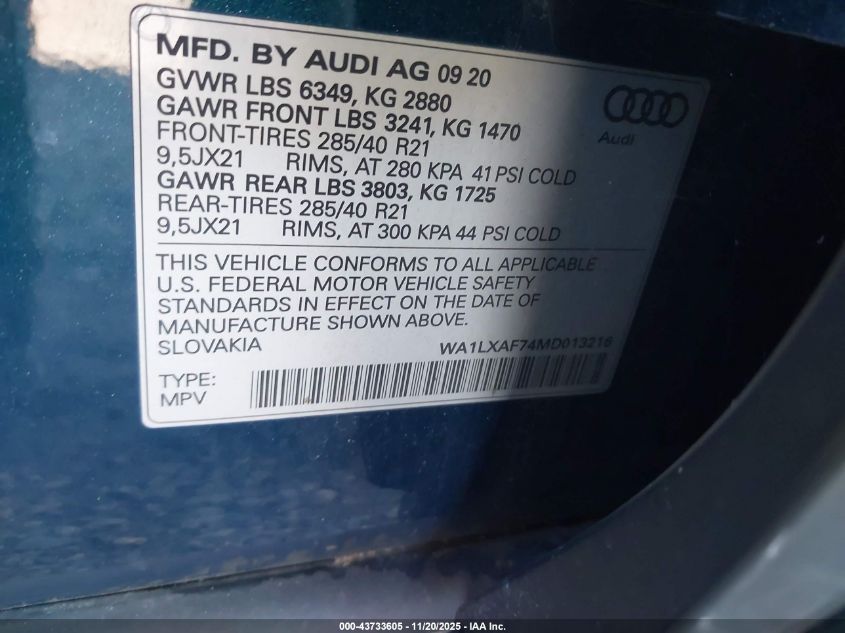 MFD. BY AUDI AG 09 20
GVWR LBS 6349, KG 2880
GAWR FRONT LBS 3241, KG 1470
FRONT-TIRES 285/40 R21
9,5JX21 RIMS, AT 280 KPA 41 PSI COLD
GAWR REAR LBS 3803, KG 1725
REAR-TIRES 285/40 R21
9,5JX21 RIMS, AT 300 KPA 44 PSI COLD
Audi
THIS VEHICLE CONFORMS TO ALL APPLICABLE
U.S. FEDERAL MOTOR VEHICLE SAFETY
STANDARDS IN EFFECT ON THE DATE OF
MANUFACTURE SHOWN ABOVE.
SLOVAKIA WA1LXAF74MD013216
TYPE:
MPV
000-43733605 - 11/20/2025 - IAA Inc.